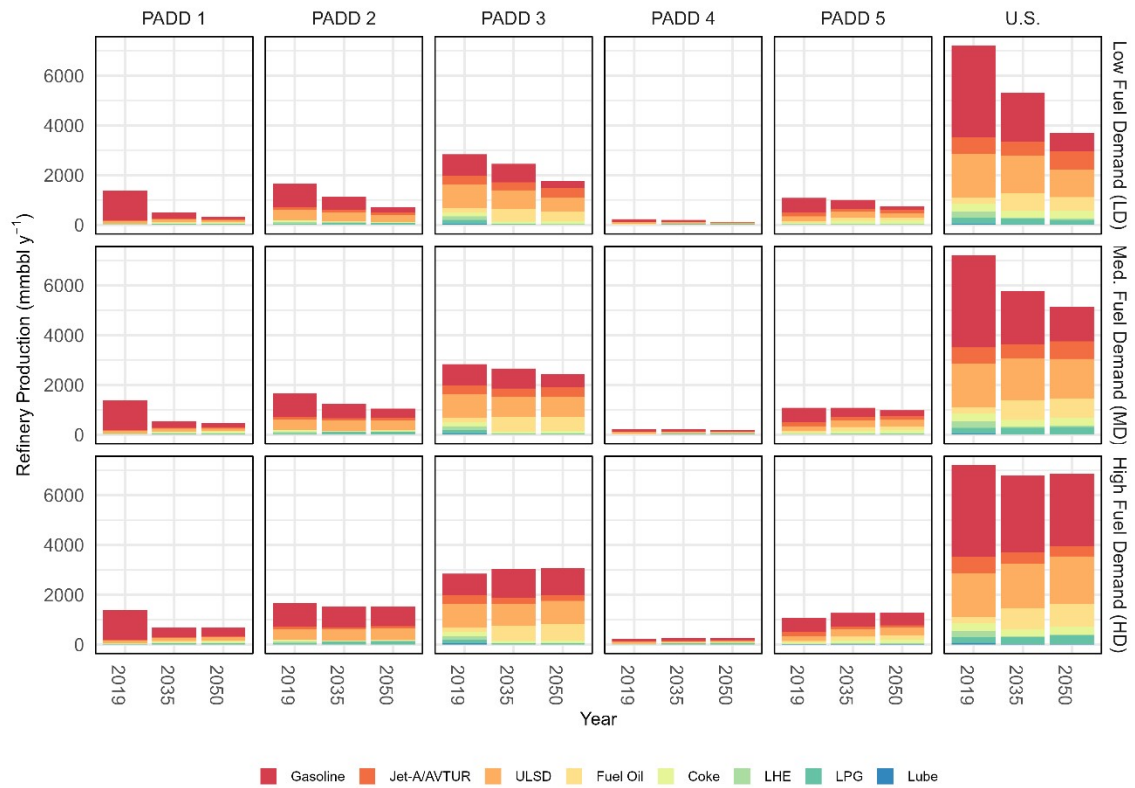 PADD 1 PADD 2 PADD 3 PADD 4 PADD 5 U.S.
Refinery Production (mmbbl y⁻¹)
6000
4000
2000
0
Low Fuel Demand (LD)
6000
4000
2000
0
Med. Fuel Demand (MD)
6000
4000
2000
0
High Fuel Demand (HD)
2019 2035 2050 2019 2035 2050 2019 2035 2050 2019 2035 2050 2019 2035 2050 2019 2035 2050
Year
Gasoline Jet-A/AVTUR ULSD Fuel Oil Coke LHE LPG Lube